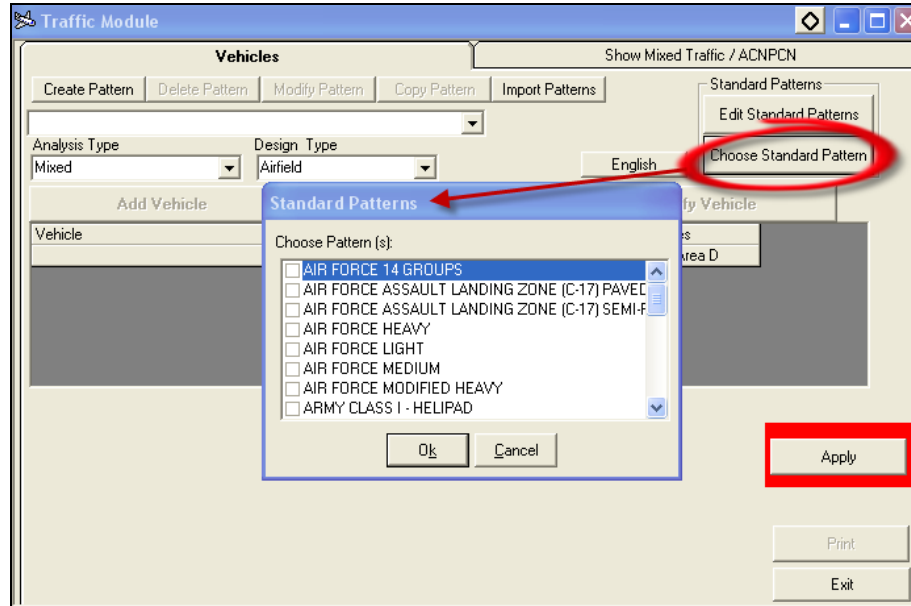 Traffic Module
Vehicles
Show Mixed Traffic / ACNPCN
Create Pattern
Delete Pattern
Modify Pattern
Copy Pattern
Import Patterns
Standard Patterns
Edit Standard Patterns
Choose Standard Pattern
Analysis Type
Design Type
Mixed
Airfield
English
Add Vehicle
fy Vehicle
Vehicle
es
Area D
Standard Patterns
Choose Pattern (s):
AIR FORCE 14 GROUPS
AIR FORCE ASSAULT LANDING ZONE (C-17) PAVED
AIR FORCE ASSAULT LANDING ZONE (C-17) SEMI-P
AIR FORCE HEAVY
AIR FORCE LIGHT
AIR FORCE MEDIUM
AIR FORCE MODIFIED HEAVY
ARMY CLASS I - HELIPAD
Ok
Cancel
Apply
Print
Exit